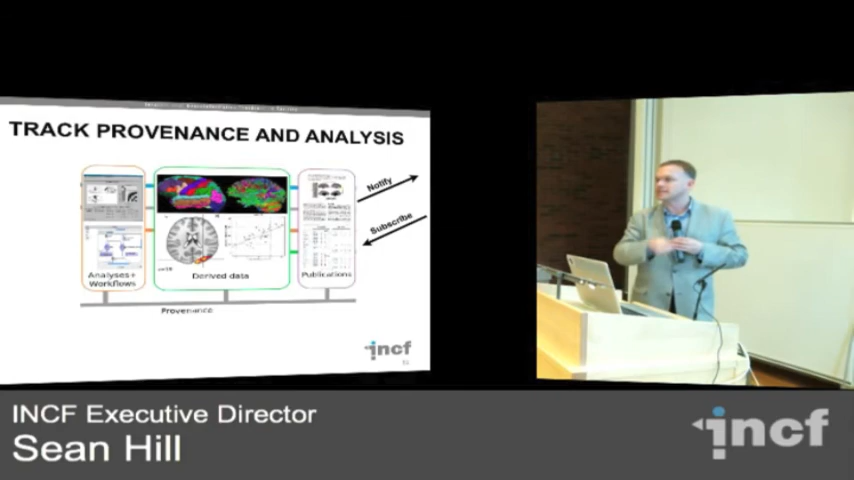 TRACK PROVENANCE AND ANALYSIS
Notify
Subscribe
Analyses+
Workflows
Derived data
Publications
Provenance
incf
INCF Executive Director
Sean Hill
incf